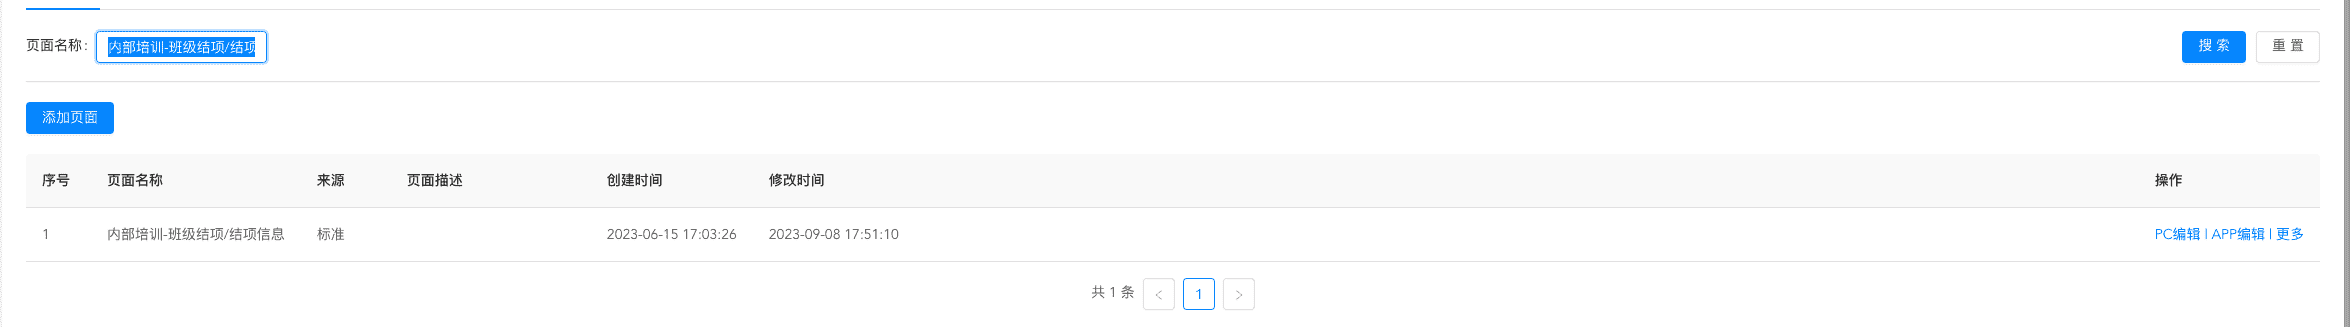 页面名称： 内部培训-班级结项/结项 搜 索 重 置
添加页面
序号 页面名称 来源 页面描述 创建时间 修改时间 操作
1 内部培训-班级结项/结项信息 标准 2023-06-15 17:03:26 2023-09-08 17:51:10 PC编辑 | APP编辑 | 更多
共 1 条 < 1 >